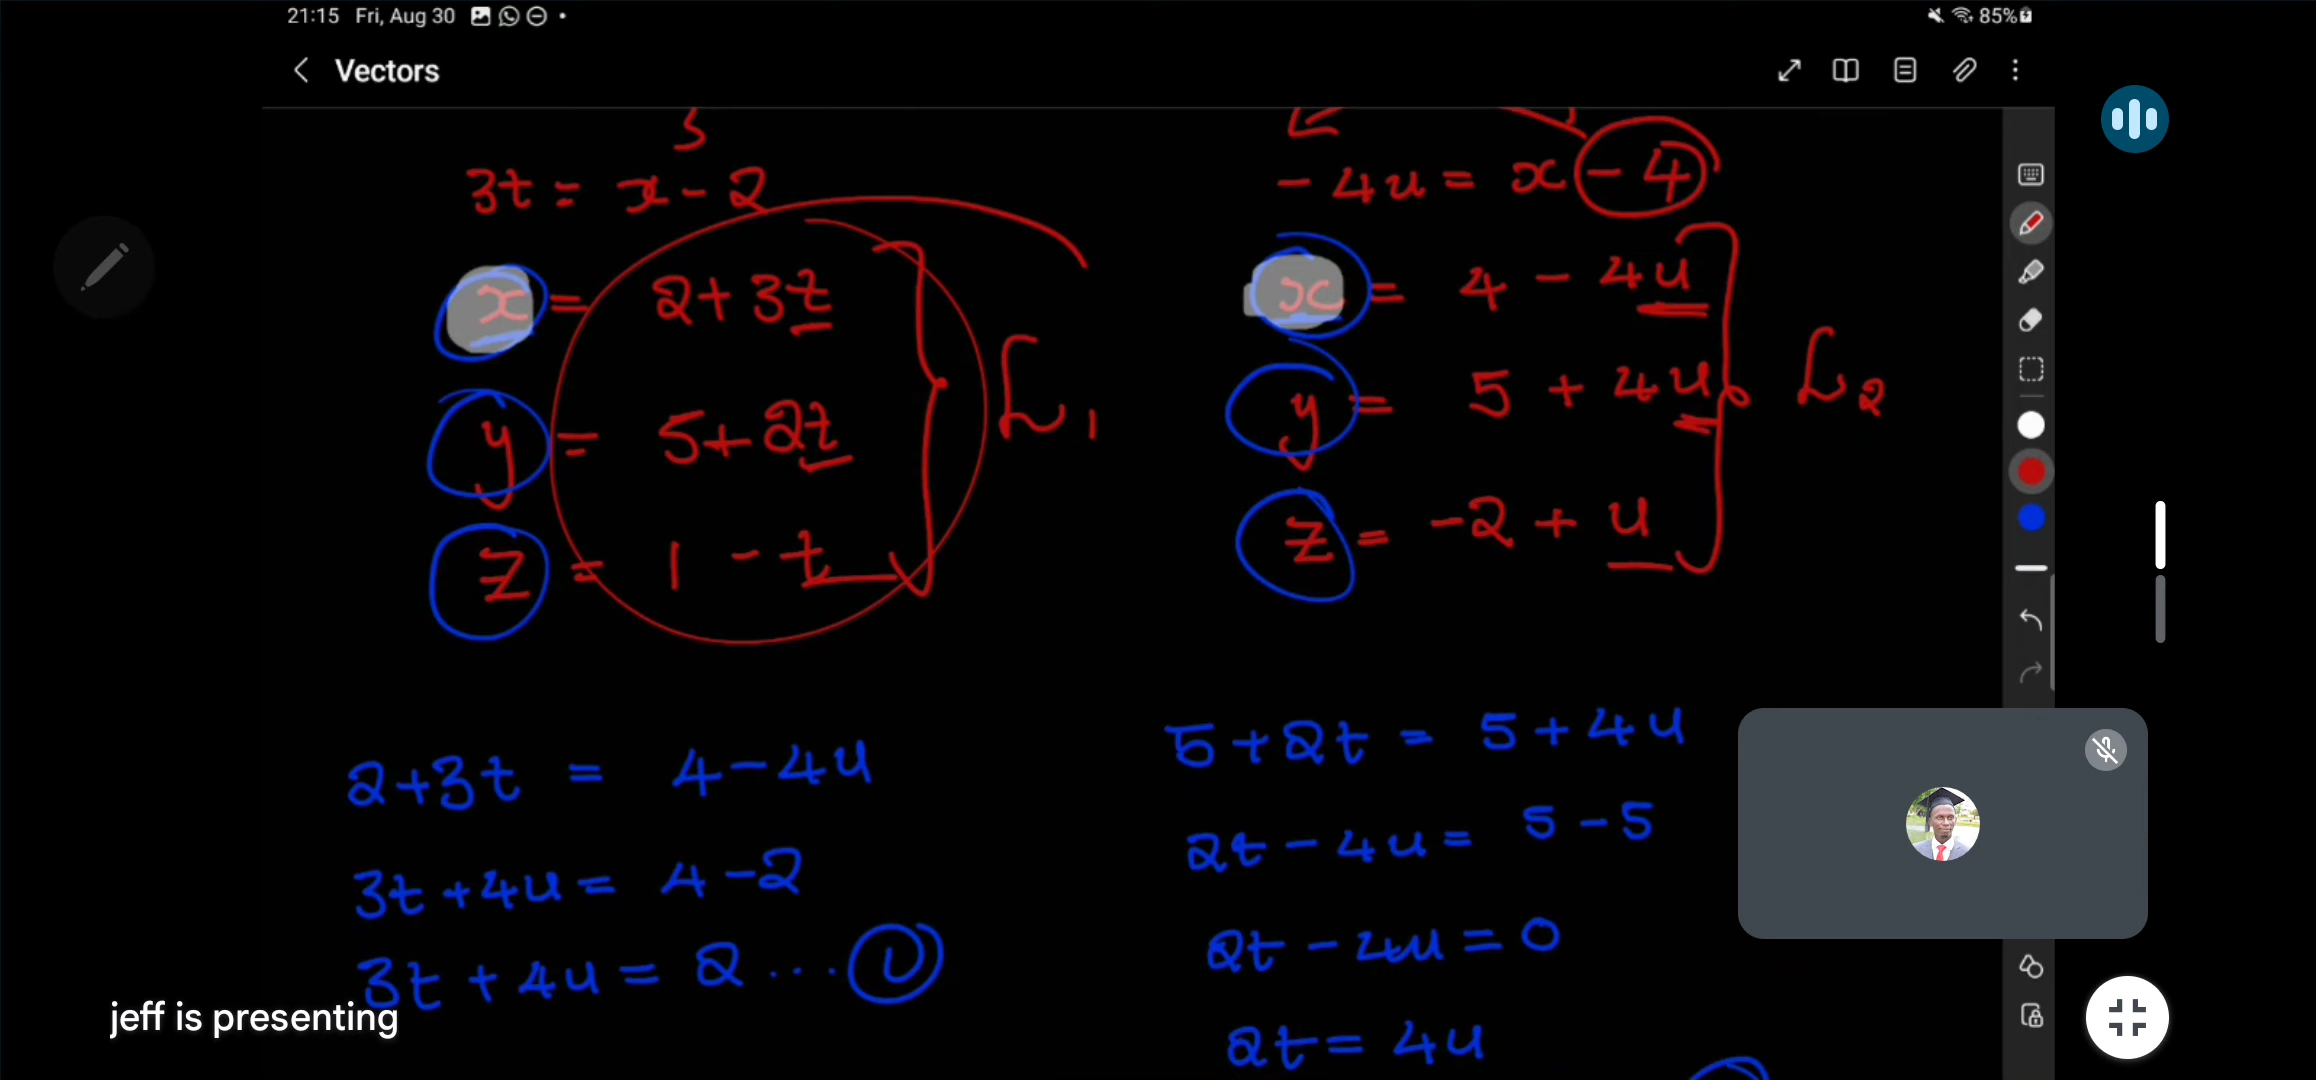 21:15 Fri, Aug 30
85%
Vectors
3t = x - 2
x = 2 + 3t
y = 5 + 2t
z = 1 - t
L1
- 4u = x - 4
x = 4 - 4u
y = 5 + 4u
z = -2 + u
L2
2 + 3t = 4 - 4u
3t + 4u = 4 - 2
3t + 4u = 2 ... 1
5 + 2t = 5 + 4u
2t - 4u = 5 - 5
2t - 4u = 0
2t = 4u
jeff is presenting